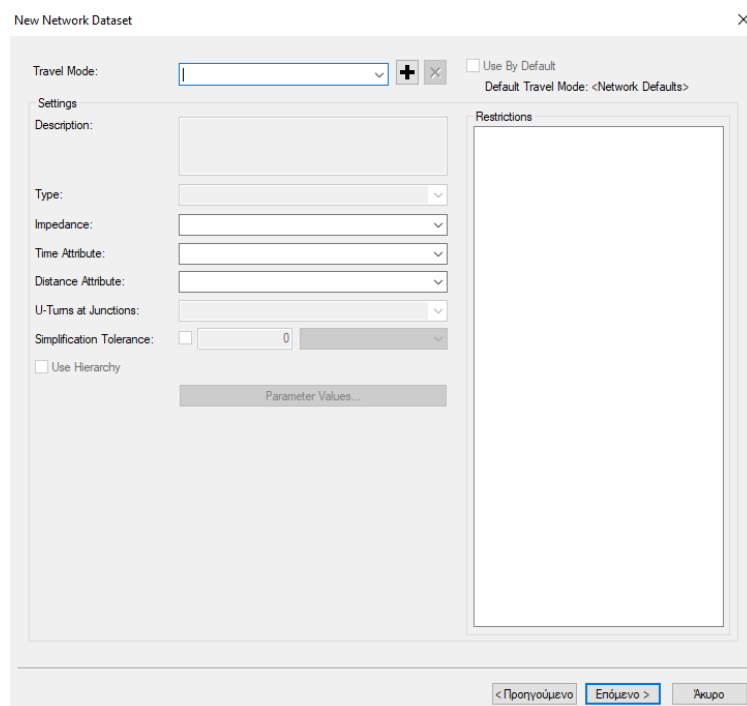 New Network Dataset
Travel Mode:
Use By Default
Default Travel Mode: <Network Defaults>
Settings
Description:
Type:
Impedance:
Time Attribute:
Distance Attribute:
U-Turns at Junctions:
Simplification Tolerance:
0
Use Hierarchy
Parameter Values...
Restrictions
< Προηγούμενο
Επόμενο >
Άκυρο